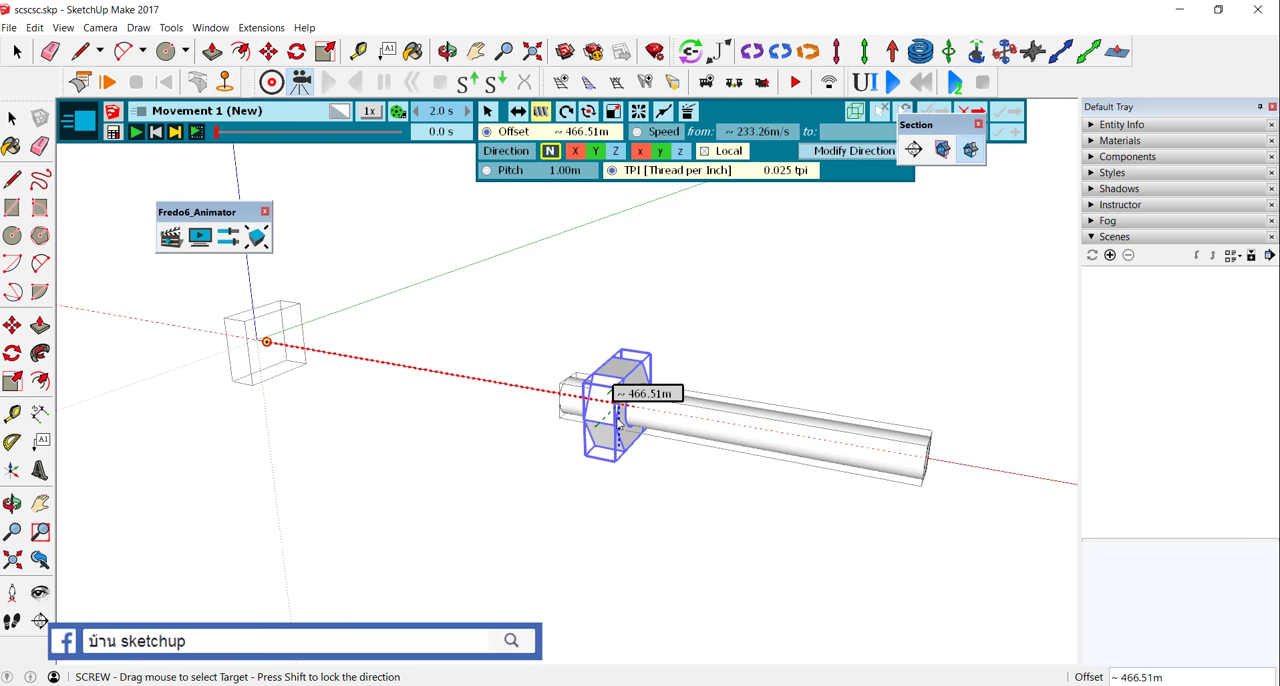 scscsc.skp - SketchUp Make 2017
File Edit View Camera Draw Tools Window Extensions Help
UI
Movement 1 (New) 1x 2.0 s
0.0 s
Offset ~ 466.51m Speed from: ~ 233.26m/s to:
Direction N X Y Z x y z Local Modify Direction
Pitch 1.00m TPI [Thread per Inch] 0.025 tpi
Section
Default Tray
Entity Info
Materials
Components
Styles
Shadows
Instructor
Fog
Scenes
Fredo6_Animator
~ 466.51m
บ้าน sketchup
SCREW - Drag mouse to select Target - Press Shift to lock the direction
Offset ~ 466.51m